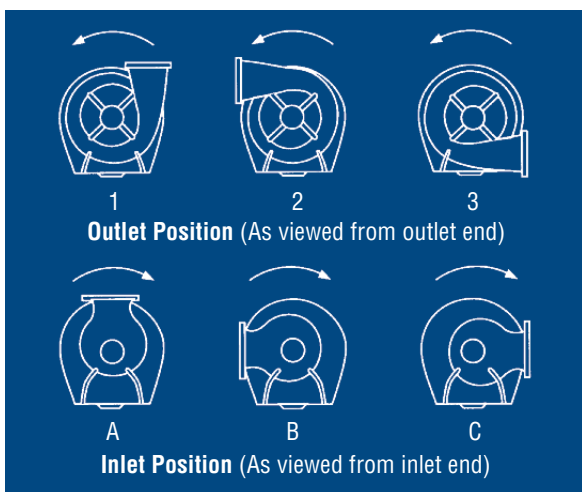 1 2 3
Outlet Position (As viewed from outlet end)
A B C
Inlet Position (As viewed from inlet end)